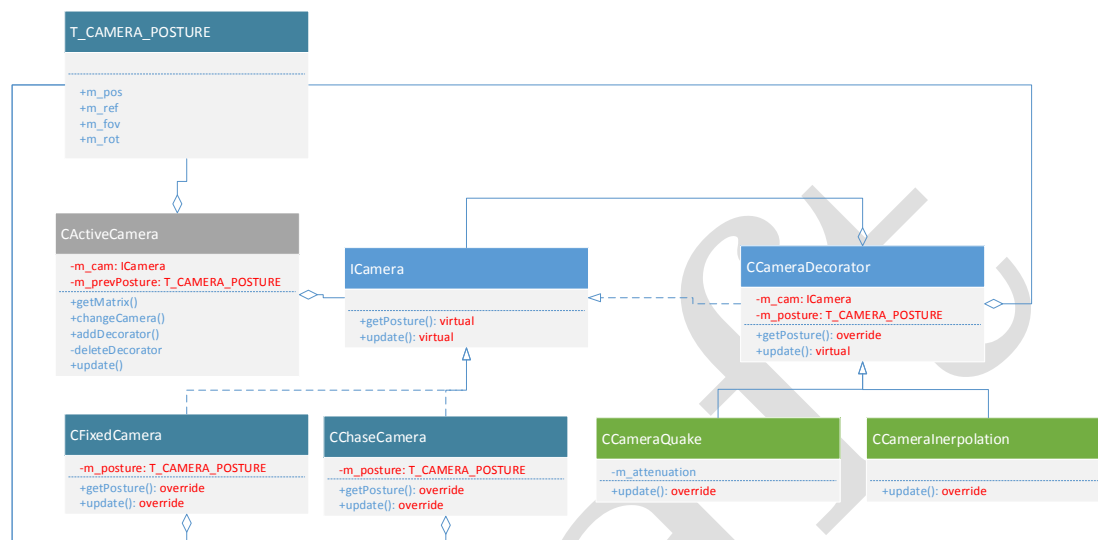 T_CAMERA_POSTURE
+m_pos
+m_ref
+m_fov
+m_rot
CActiveCamera
-m_cam: ICamera
-m_prevPosture: T_CAMERA_POSTURE
+getMatrix()
+changeCamera()
+addDecorator()
-deleteDecorator
+update()
ICamera
+getPosture(): virtual
+update(): virtual
CCameraDecorator
-m_cam: ICamera
-m_posture: T_CAMERA_POSTURE
+getPosture(): override
+update(): virtual
CFixedCamera
-m_posture: T_CAMERA_POSTURE
+getPosture(): override
+update(): override
CChaseCamera
-m_posture: T_CAMERA_POSTURE
+getPosture(): override
+update(): override
CCameraQuake
-m_attenuation
+update(): override
CCameraInerpolation
+update(): override